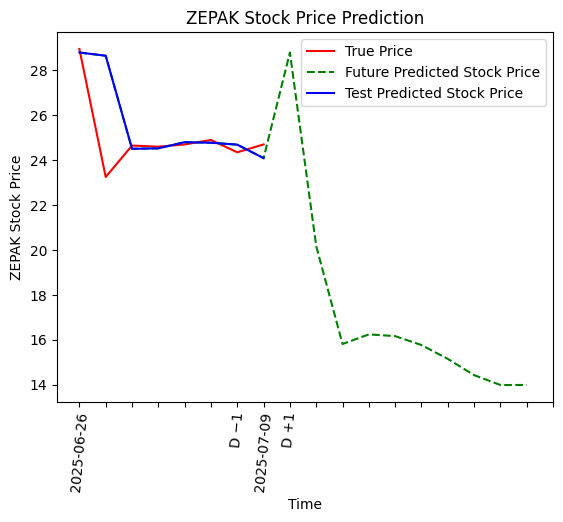 ZEPAK Stock Price Prediction
True Price
Future Predicted Stock Price
Test Predicted Stock Price
ZEPAK Stock Price
28
26
24
22
20
18
16
14
2025-06-26
D −1
2025-07-09
D +1
Time